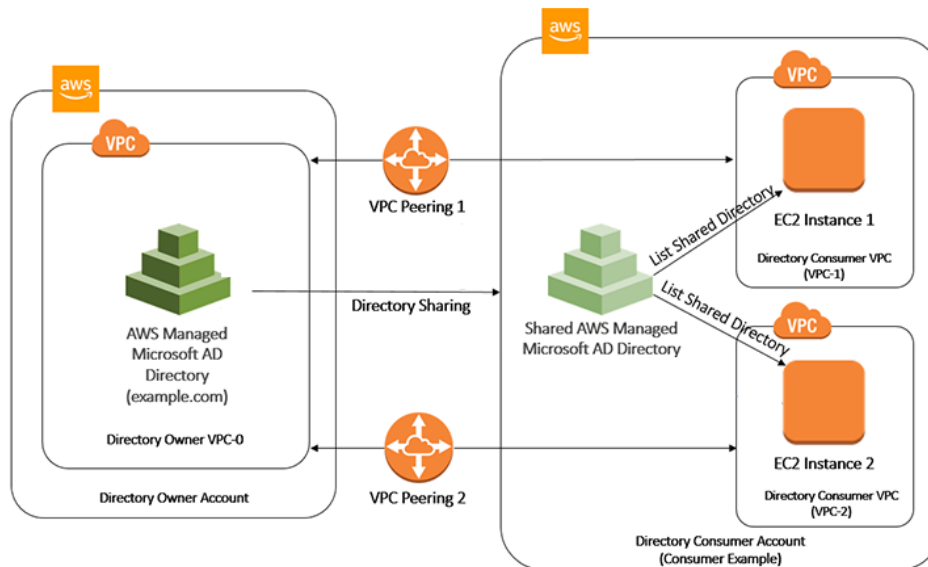 aws
aws
VPC
VPC
VPC Peering 1
EC2 Instance 1
List Shared Directory
Directory Consumer VPC
(VPC-1)
Directory Sharing
AWS Managed
Microsoft AD
Directory
(example.com)
Shared AWS Managed
Microsoft AD Directory
List Shared Directory
VPC
Directory Owner VPC-0
EC2 Instance 2
VPC Peering 2
Directory Owner Account
Directory Consumer VPC
(VPC-2)
Directory Consumer Account
(Consumer Example)